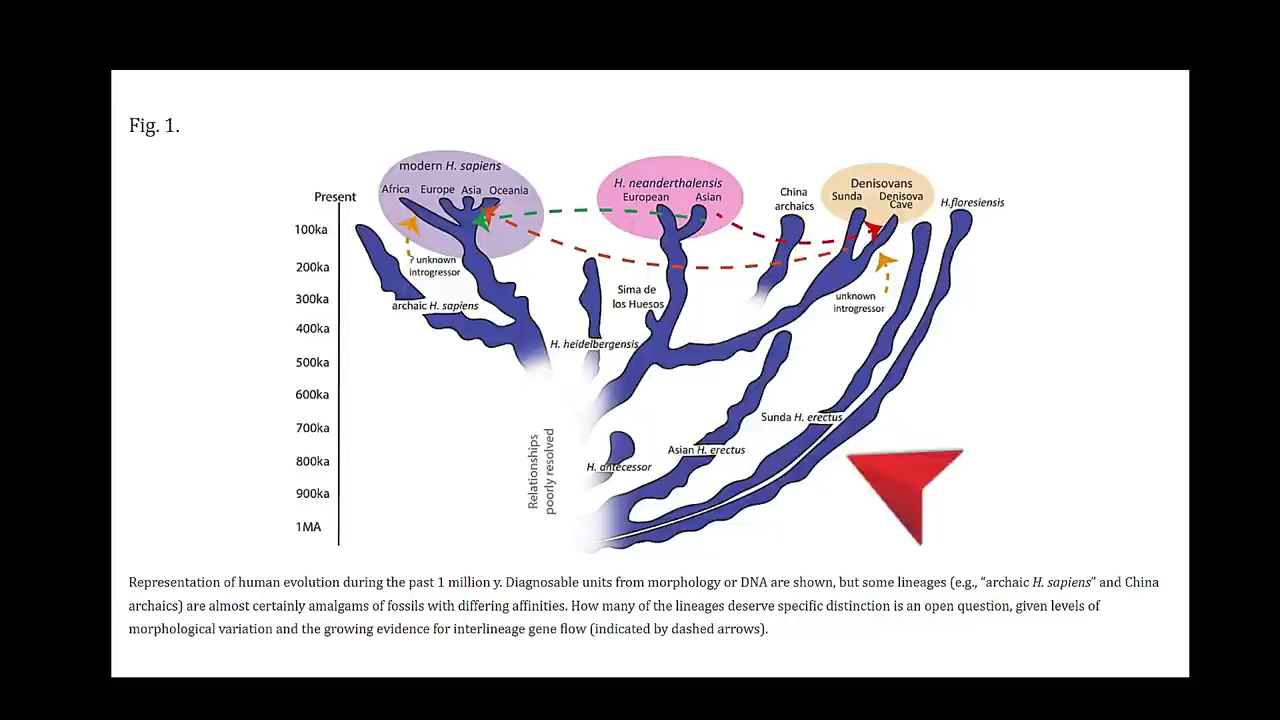 Fig. 1.
modern H. sapiens
Africa Europe Asia Oceania
H. neanderthalensis
European Asian
China
archaics
Denisovans
Sunda Denisova
Cave
H.floresiensis
Present
100ka
200ka
300ka
400ka
500ka
600ka
700ka
800ka
900ka
1MA
? unknown
introgressor
archaic H. sapiens
Sima de
los Huesos
H. heidelbergensis
unknown
introgressor
Sunda H. erectus
Asian H. erectus
H. antecessor
Relationships
poorly resolved
Representation of human evolution during the past 1 million y. Diagnosable units from morphology or DNA are shown, but some lineages (e.g., “archaic H. sapiens” and China
archaics) are almost certainly amalgams of fossils with differing affinities. How many of the lineages deserve specific distinction is an open question, given levels of
morphological variation and the growing evidence for interlineage gene flow (indicated by dashed arrows).